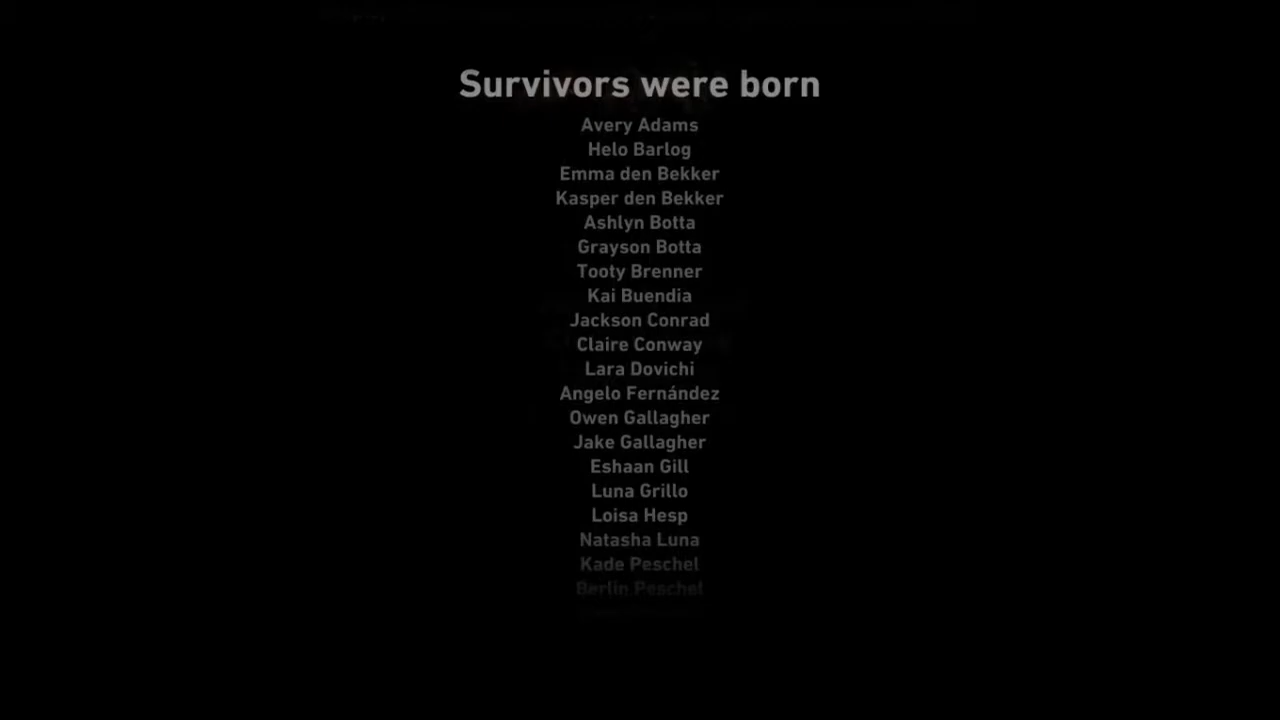 Survivors were born
Avery Adams
Helo Barlog
Emma den Bekker
Kasper den Bekker
Ashlyn Botta
Grayson Botta
Tooty Brenner
Kai Buendia
Jackson Conrad
Claire Conway
Lara Dovichi
Angelo Fernández
Owen Gallagher
Jake Gallagher
Eshaan Gill
Luna Grillo
Loisa Hesp
Natasha Luna
Kade Peschel
Berlin Peschel